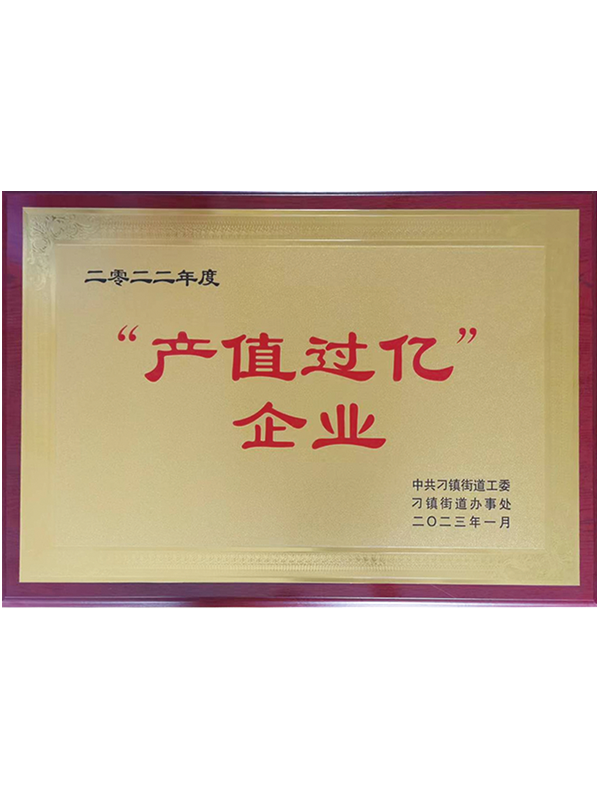 二零二二年度
“产值过亿”
企业
中共刁镇街道工委
刁镇街道办事处
二〇二三年一月